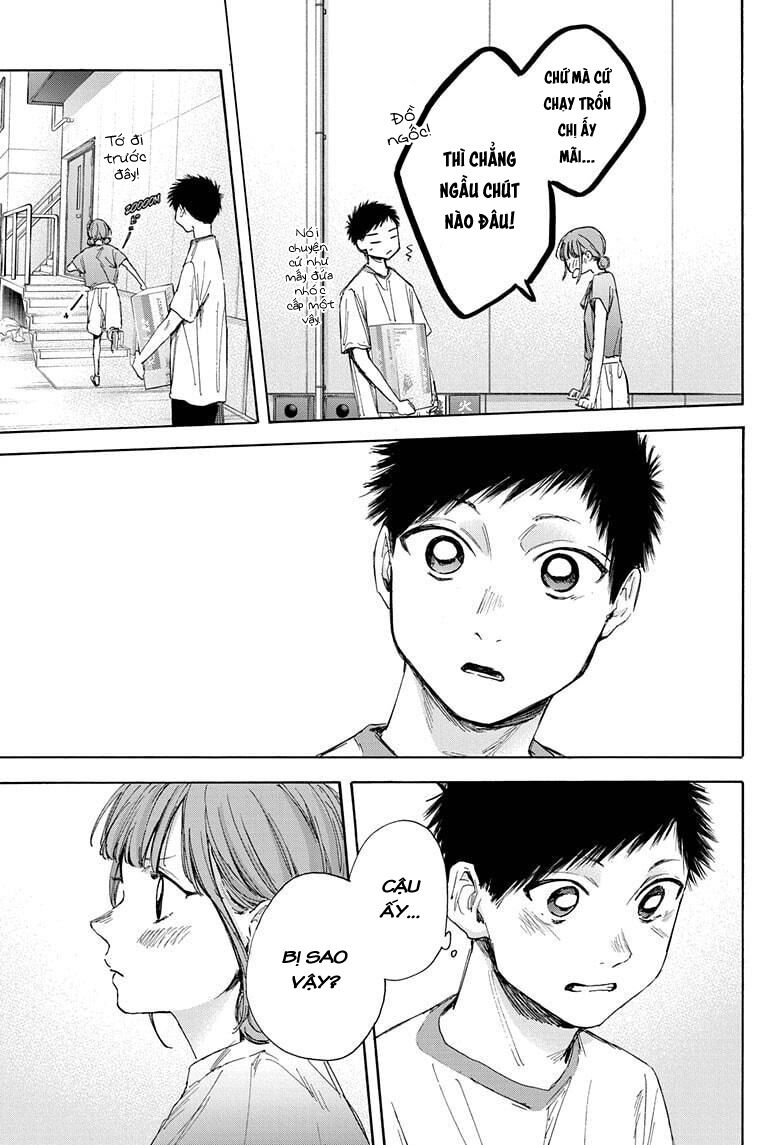 CHỨ MÀ CỨ
CHẠY TRỐN
CHỊ ẤY
MÃI...
THÌ CHẲNG
NGẦU CHÚT
NÀO ĐÂU!
ĐỒ
NGỐC!
Nói
chuyện
cứ như
mấy đứa
nhóc
cấp một
vậy
火
Tớ đi
trước
đây!
CẬU
ẤY...
BỊ SAO
VẬY?